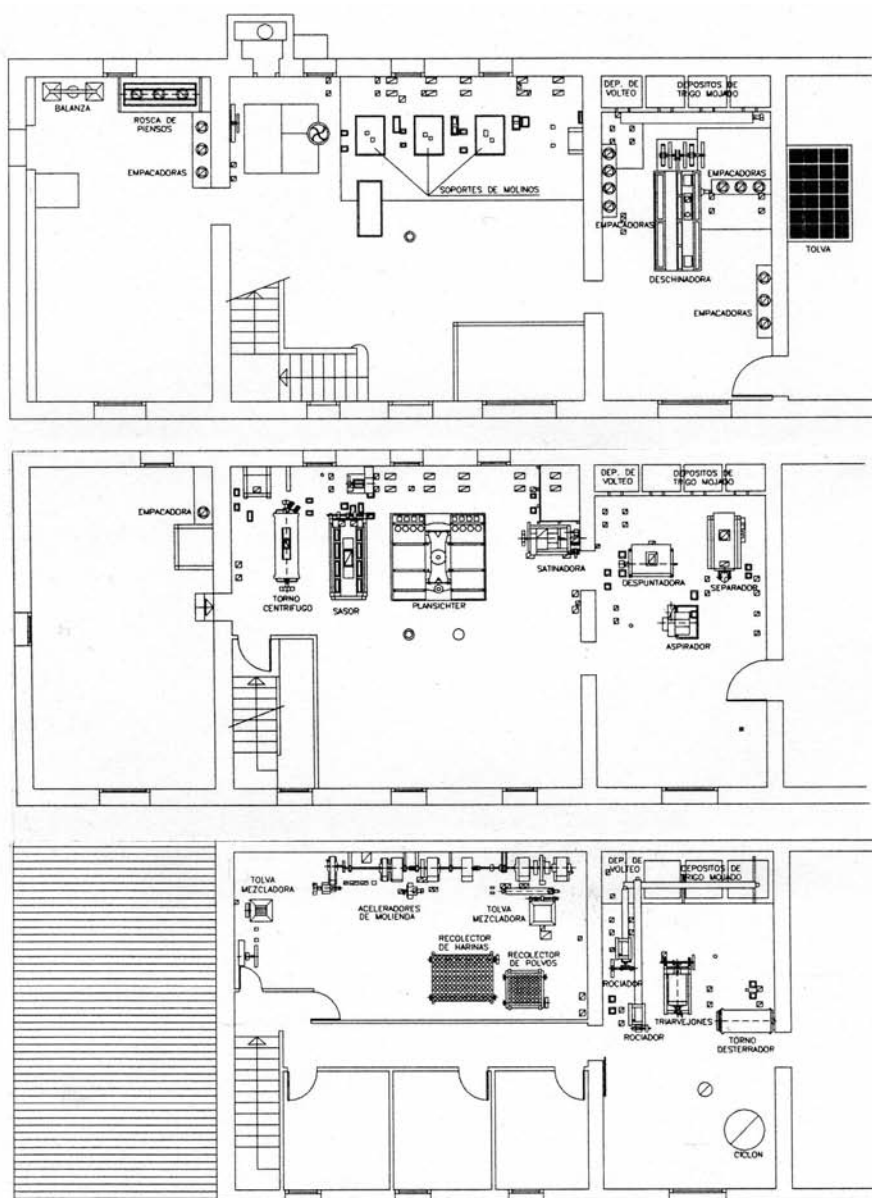 BALANZA
ROSCA DE
PIENSOS
EMPACADORAS
SOPORTES DE MOLINOS
DEP. DE
VOLTEO
DEPOSITOS DE
TRIGO MOJADO
EMPACADORAS
EMPACADORAS
DESCHINADORA
EMPACADORAS
TOLVA
EMPACADORA
TORNO
CENTRIFUGO
SASOR
PLANSICHTER
SATINADORA
DEP. DE
VOLTEO
DEPOSITOS DE
TRIGO MOJADO
DESPUNTADORA
SEPARADOR
ASPIRADOR
TOLVA
MEZCLADORA
ACELERADORES
DE MOLIENDA
TOLVA
MEZCLADORA
RECOLECTOR
DE HARINAS
RECOLECTOR
DE POLVOS
DEP. DE
VOLTEO
DEPOSITOS DE
TRIGO MOJADO
ROCIADOR
ROCIADOR
TRIARVEJONES
TORNO
DESTERRADOR
CICLON